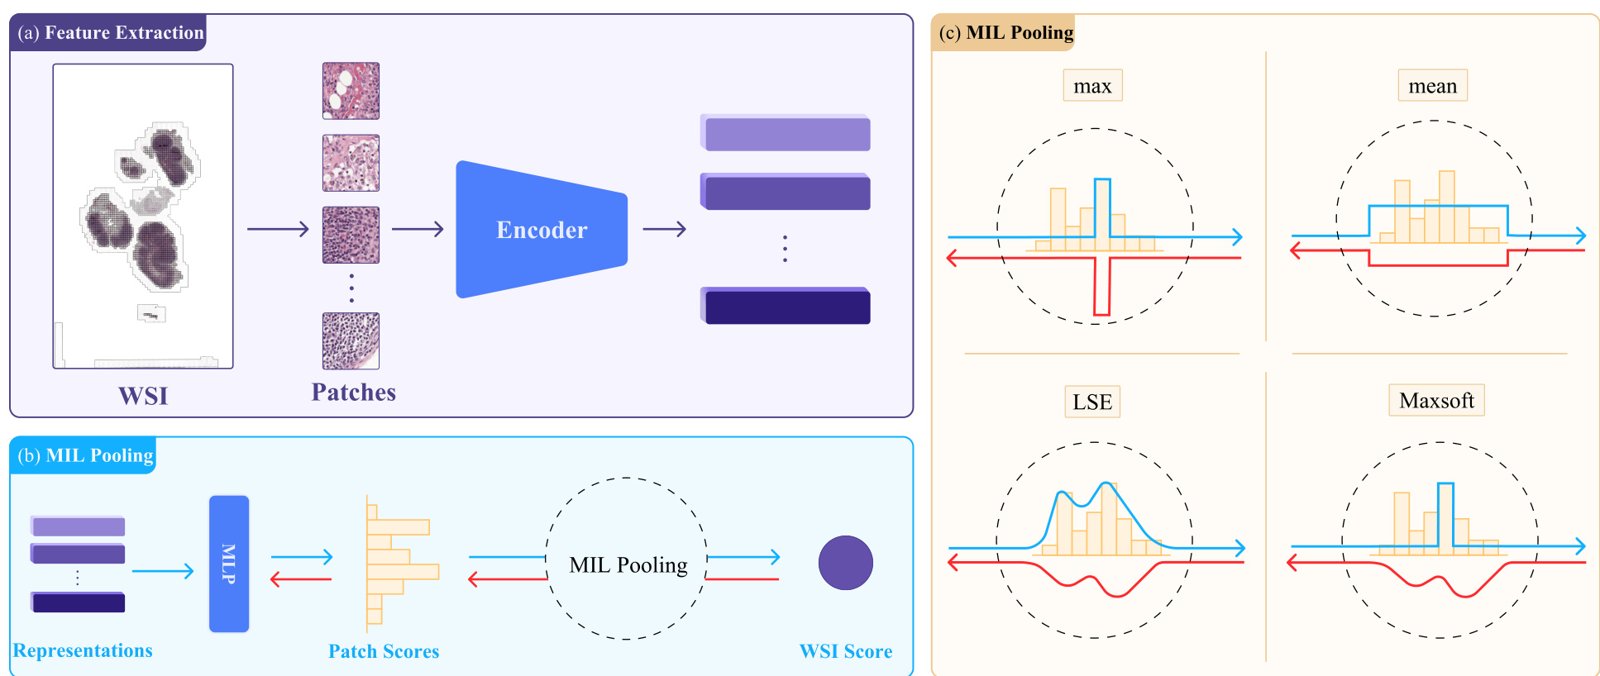 (a) Feature Extraction
WSI
Patches
Encoder
(b) MIL Pooling
Representations
MLP
Patch Scores
MIL Pooling
WSI Score
(c) MIL Pooling
max
mean
LSE
Maxsoft